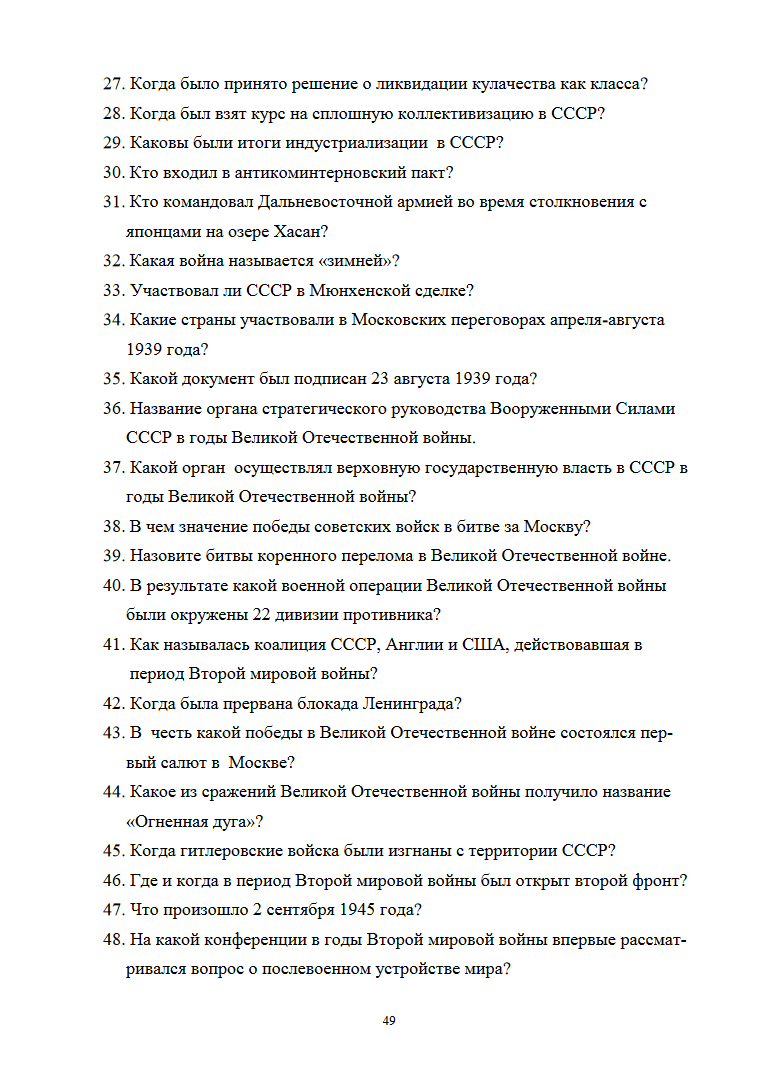 27. Когда было принято решение о ликвидации кулачества как класса?
28. Когда был взят курс на сплошную коллективизацию в СССР?
29. Каковы были итоги индустриализации  в СССР?
30. Кто входил в антикоминтерновский пакт?
31. Кто командовал Дальневосточной армией во время столкновения с
японцами на озере Хасан?
32. Какая война называется «зимней»?
33. Участвовал ли СССР в Мюнхенской сделке?
34. Какие страны участвовали в Московских переговорах апреля-августа
1939 года?
35. Какой документ был подписан 23 августа 1939 года?
36. Название органа стратегического руководства Вооруженными Силами
СССР в годы Великой Отечественной войны.
37. Какой орган  осуществлял верховную государственную власть в СССР в
годы Великой Отечественной войны?
38. В чем значение победы советских войск в битве за Москву?
39. Назовите битвы коренного перелома в Великой Отечественной войне.
40. В результате какой военной операции Великой Отечественной войны
были окружены 22 дивизии противника?
41. Как называлась коалиция СССР, Англии и США, действовавшая в
период Второй мировой войны?
42. Когда была прервана блокада Ленинграда?
43. В  честь какой победы в Великой Отечественной войне состоялся пер-
вый салют в  Москве?
44. Какое из сражений Великой Отечественной войны получило название
«Огненная дуга»?
45. Когда гитлеровские войска были изгнаны с территории СССР?
46. Где и когда в период Второй мировой войны был открыт второй фронт?
47. Что произошло 2 сентября 1945 года?
48. На какой конференции в годы Второй мировой войны впервые рассмат-
ривался вопрос о послевоенном устройстве мира?
49